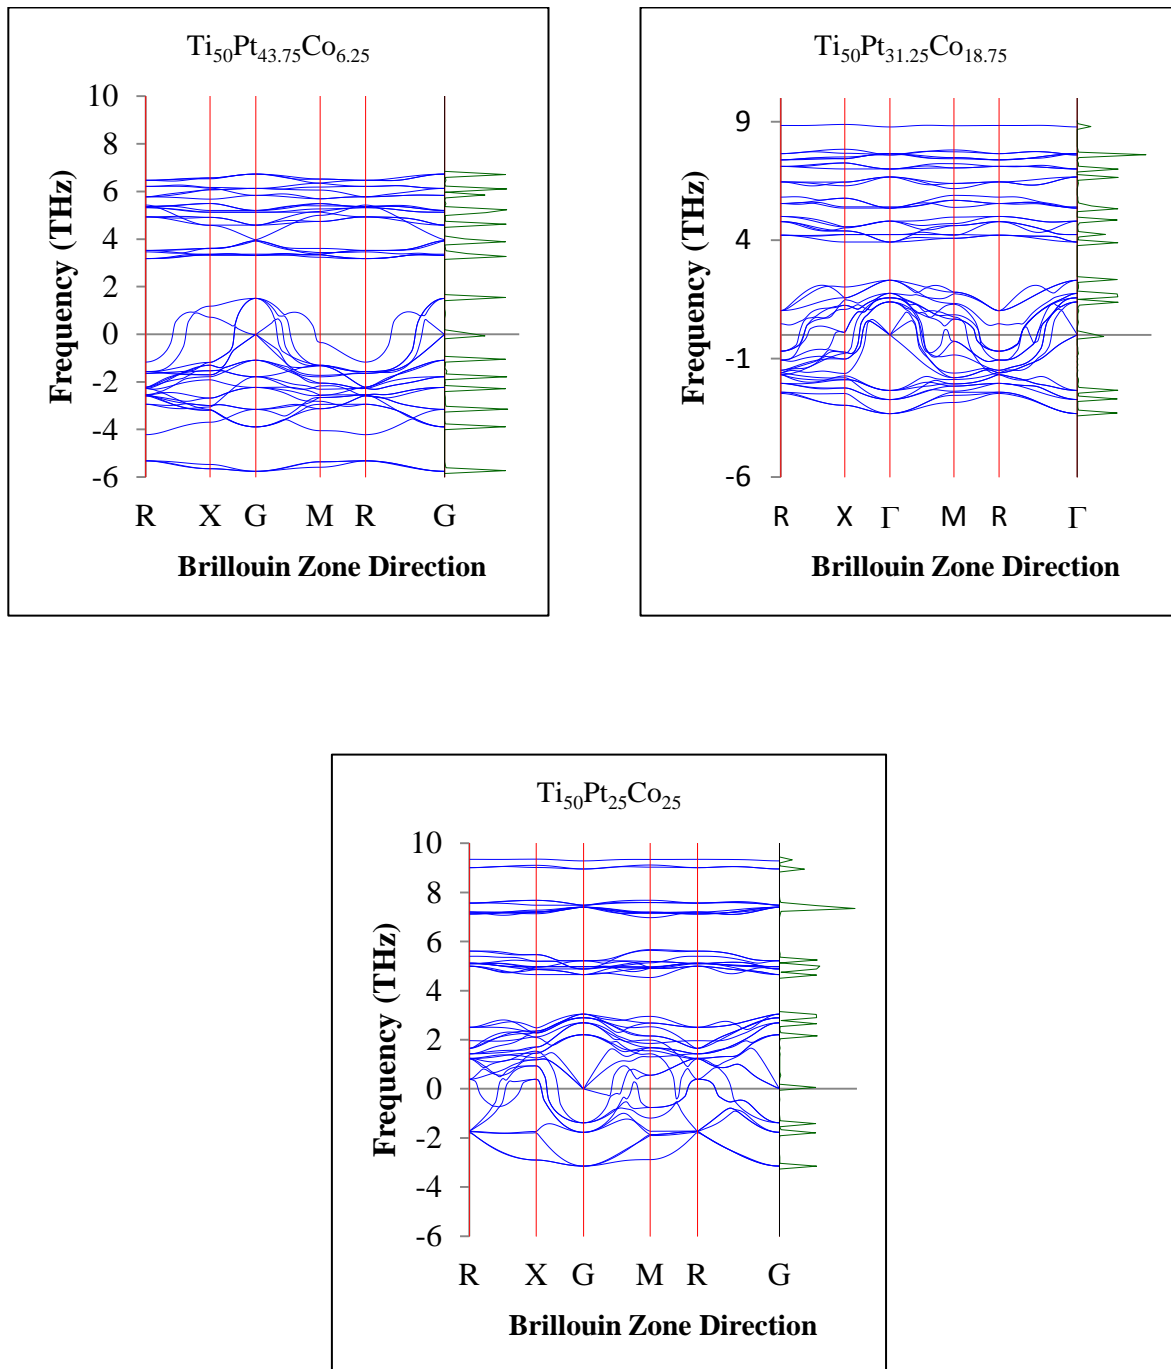 Ti50Pt43.75Co6.25
10
8
6
4
2
0
-2
-4
-6
Frequency (THz)
R X G M R G
Brillouin Zone Direction
Ti50Pt31.25Co18.75
9
4
-1
-6
Frequency (THz)
R X Γ M R Γ
Brillouin Zone Direction
Ti50Pt25Co25
10
8
6
4
2
0
-2
-4
-6
Frequency (THz)
R X G M R G
Brillouin Zone Direction